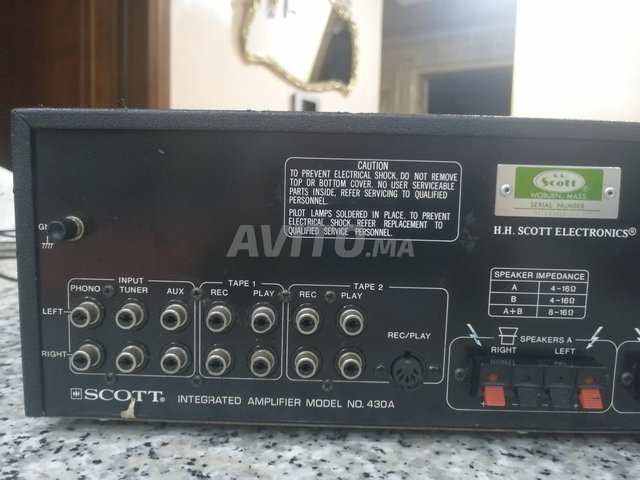 CAUTION
TO PREVENT ELECTRICAL SHOCK, DO NOT REMOVE
TOP OR BOTTOM COVER. NO USER SERVICEABLE
PARTS INSIDE, REFER SERVICING TO QUALIFIED
PERSONNEL.
PILOT LAMPS SOLDERED IN PLACE, TO PREVENT
ELECTRICAL SHOCK, REFER REPLACEMENT TO
QUALIFIED SERVICE PERSONNEL.
H.H.
Scott
WOBURN MASS.
SERIAL NUMBER
H.H. SCOTT ELECTRONICS®
AVITO.MA
SPEAKER IMPEDANCE
A 4-16Ω
B 4-16Ω
A+B 8-16Ω
INPUT TAPE 1 TAPE 2
PHONO TUNER AUX REC PLAY REC PLAY
LEFT
RIGHT
REC/PLAY
SPEAKERS A
RIGHT LEFT
+ - - +
SCOTT® INTEGRATED AMPLIFIER MODEL NO. 430A